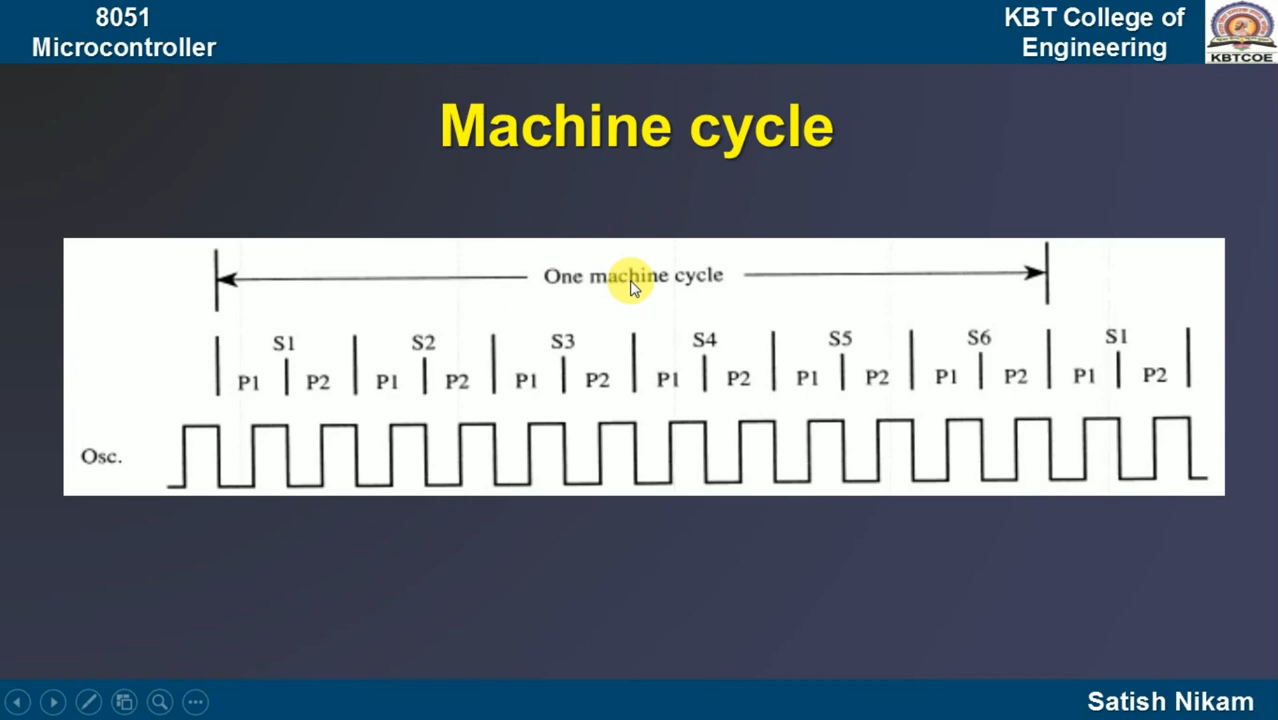 8051
Microcontroller
KBT College of
Engineering
KBTCOE
Machine cycle
One machine cycle
S1 S2 S3 S4 S5 S6 S1
P1 P2 P1 P2 P1 P2 P1 P2 P1 P2 P1 P2 P1 P2
Osc.
Satish Nikam